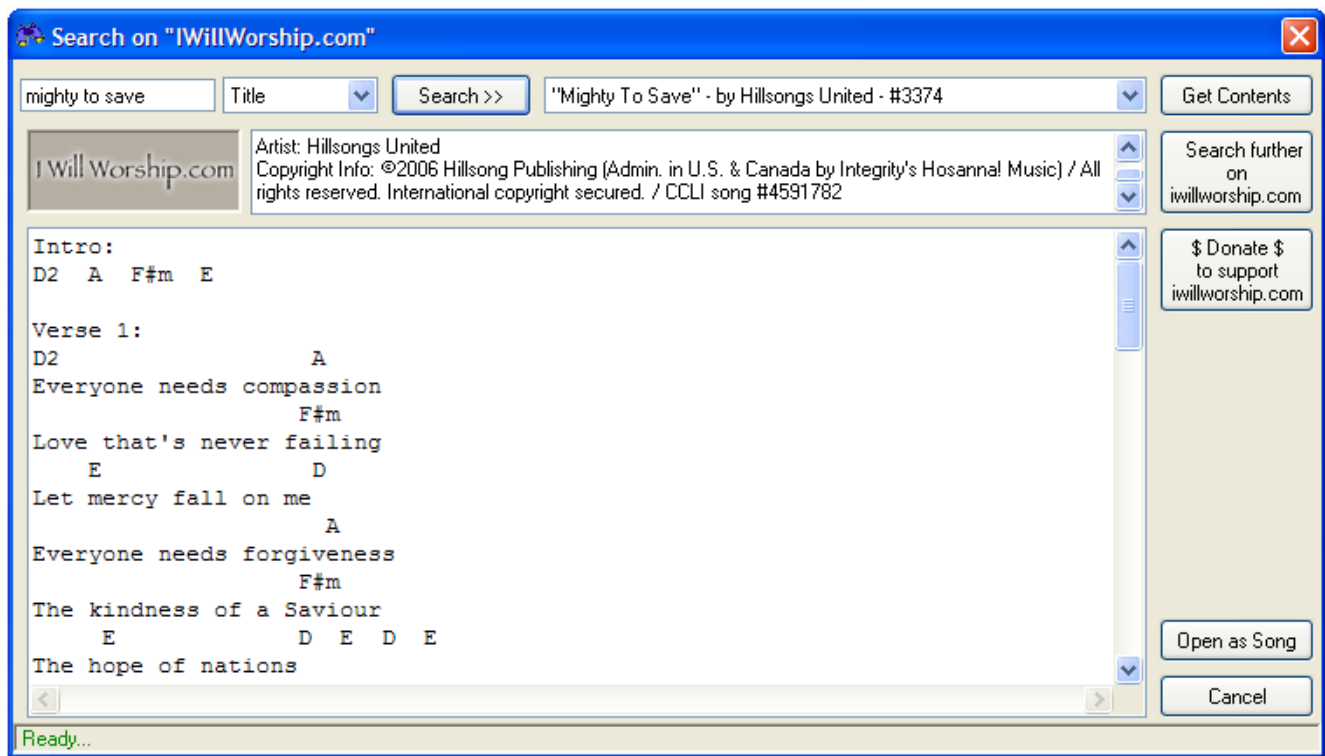 Search on "IWillWorship.com"
mighty to save Title Search >> "Mighty To Save" - by Hillsongs United - #3374 Get Contents
I Will Worship.com
Artist: Hillsongs United
Copyright Info: ©2006 Hillsong Publishing (Admin. in U.S. & Canada by Integrity's Hosanna! Music) / All
rights reserved. International copyright secured. / CCLI song #4591782
Search further
on
iwillworship.com
$ Donate $
to support
iwillworship.com
Intro:
D2  A  F#m  E
Verse 1:
D2                   A
Everyone needs compassion
                    F#m
Love that's never failing
    E                D
Let mercy fall on me
                      A
Everyone needs forgiveness
                    F#m
The kindness of a Saviour
     E              D  E  D  E
The hope of nations
Open as Song
Cancel
Ready...